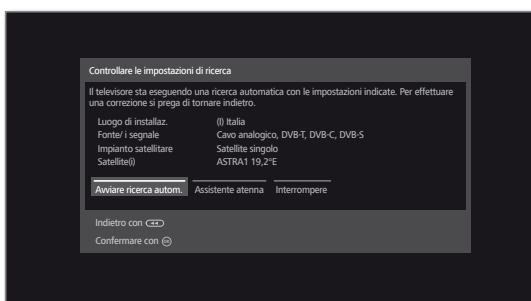 Controllare le impostazioni di ricerca
Il televisore sta eseguendo una ricerca automatica con le impostazioni indicate. Per effettuare
una correzione si prega di tornare indietro.
Luogo di installaz. (I) Italia
Fonte/ i segnale Cavo analogico, DVB-T, DVB-C, DVB-S
Impianto satellitare Satellite singolo
Satellite(i) ASTRA1 19,2°E
Avviare ricerca autom. Assistente atenna Interrompere
Indietro con
Confermare con OK